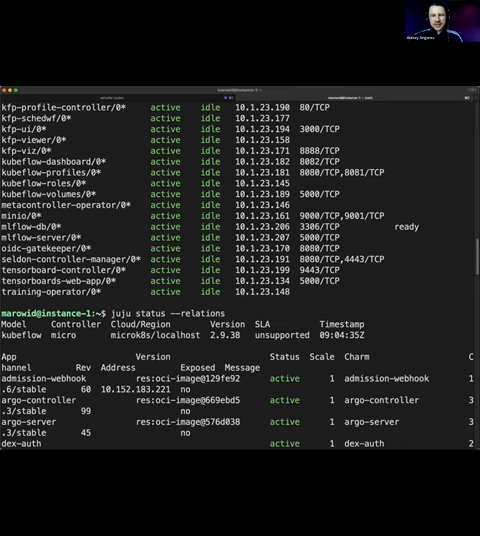 Alexey Grigorev
marowid@instance-1: ~
marowid@instance-1: ~ (ssh)
kfp-profile-controller/0* active idle 10.1.23.190 80/TCP
kfp-schedwf/0* active idle 10.1.23.177
kfp-ui/0* active idle 10.1.23.194 3000/TCP
kfp-viewer/0* active idle 10.1.23.158
kfp-viz/0* active idle 10.1.23.171 8888/TCP
kubeflow-dashboard/0* active idle 10.1.23.182 8082/TCP
kubeflow-profiles/0* active idle 10.1.23.181 8080/TCP,8081/TCP
kubeflow-roles/0* active idle 10.1.23.145
kubeflow-volumes/0* active idle 10.1.23.189 5000/TCP
metacontroller-operator/0* active idle 10.1.23.146
minio/0* active idle 10.1.23.161 9000/TCP,9001/TCP
mlflow-db/0* active idle 10.1.23.206 3306/TCP ready
mlflow-server/0* active idle 10.1.23.207 5000/TCP
oidc-gatekeeper/0* active idle 10.1.23.170 8080/TCP
seldon-controller-manager/0* active idle 10.1.23.191 8080/TCP,4443/TCP
tensorboard-controller/0* active idle 10.1.23.199 9443/TCP
tensorboards-web-app/0* active idle 10.1.23.134 5000/TCP
training-operator/0* active idle 10.1.23.148
marowid@instance-1:~$ juju status --relations
Model Controller Cloud/Region Version SLA Timestamp
kubeflow micro microk8s/localhost 2.9.38 unsupported 09:04:35Z
App Version Status Scale Charm C
hannel Rev Address Exposed Message
admission-webhook res:oci-image@129fe92 active 1 admission-webhook 1
.6/stable 60 10.152.183.221 no
argo-controller res:oci-image@669ebd5 active 1 argo-controller 3
.3/stable 99 no
argo-server res:oci-image@576d038 active 1 argo-server 3
.3/stable 45 no
dex-auth active 1 dex-auth 2